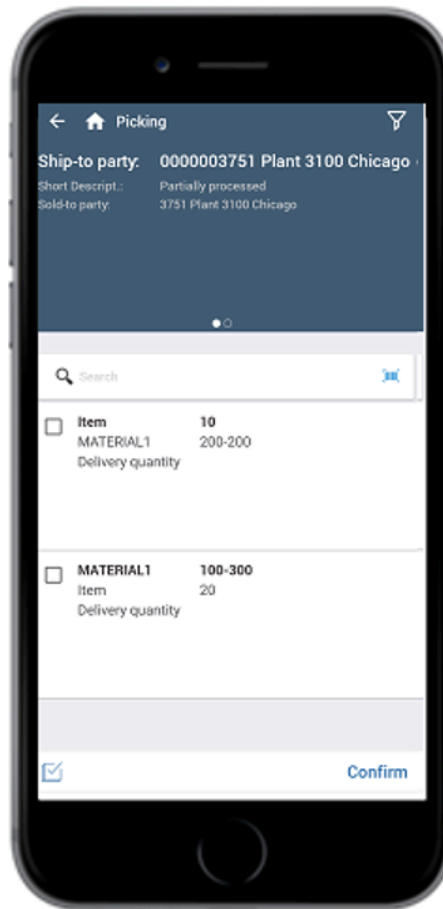 Picking
Ship-to party: 0000003751 Plant 3100 Chicago
Short Descript.: Partially processed
Sold-to party: 3751 Plant 3100 Chicago
Search
Item 10
MATERIAL1 200-200
Delivery quantity
MATERIAL1 100-300
Item 20
Delivery quantity
Confirm